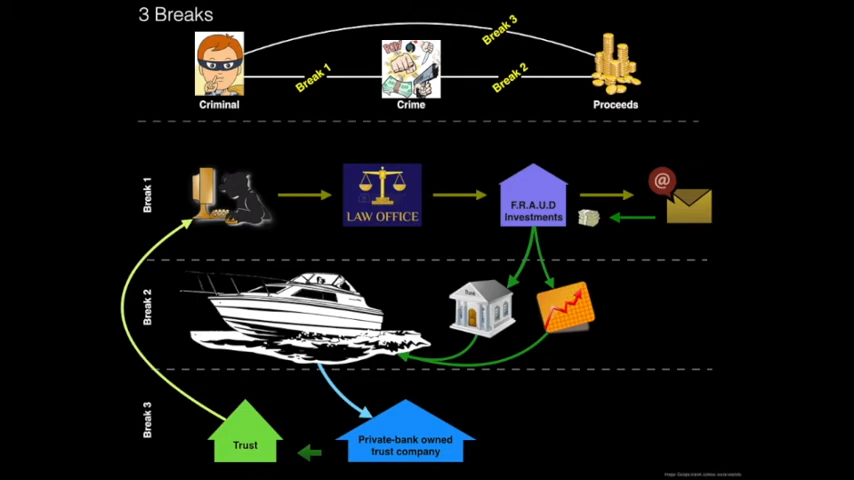 3 Breaks
Break 3
Break 1
Break 2
Criminal
Crime
Proceeds
Break 1
LAW OFFICE
F.R.A.U.D
Investments
@
Break 2
Bank
Break 3
Trust
Private-bank owned
trust company